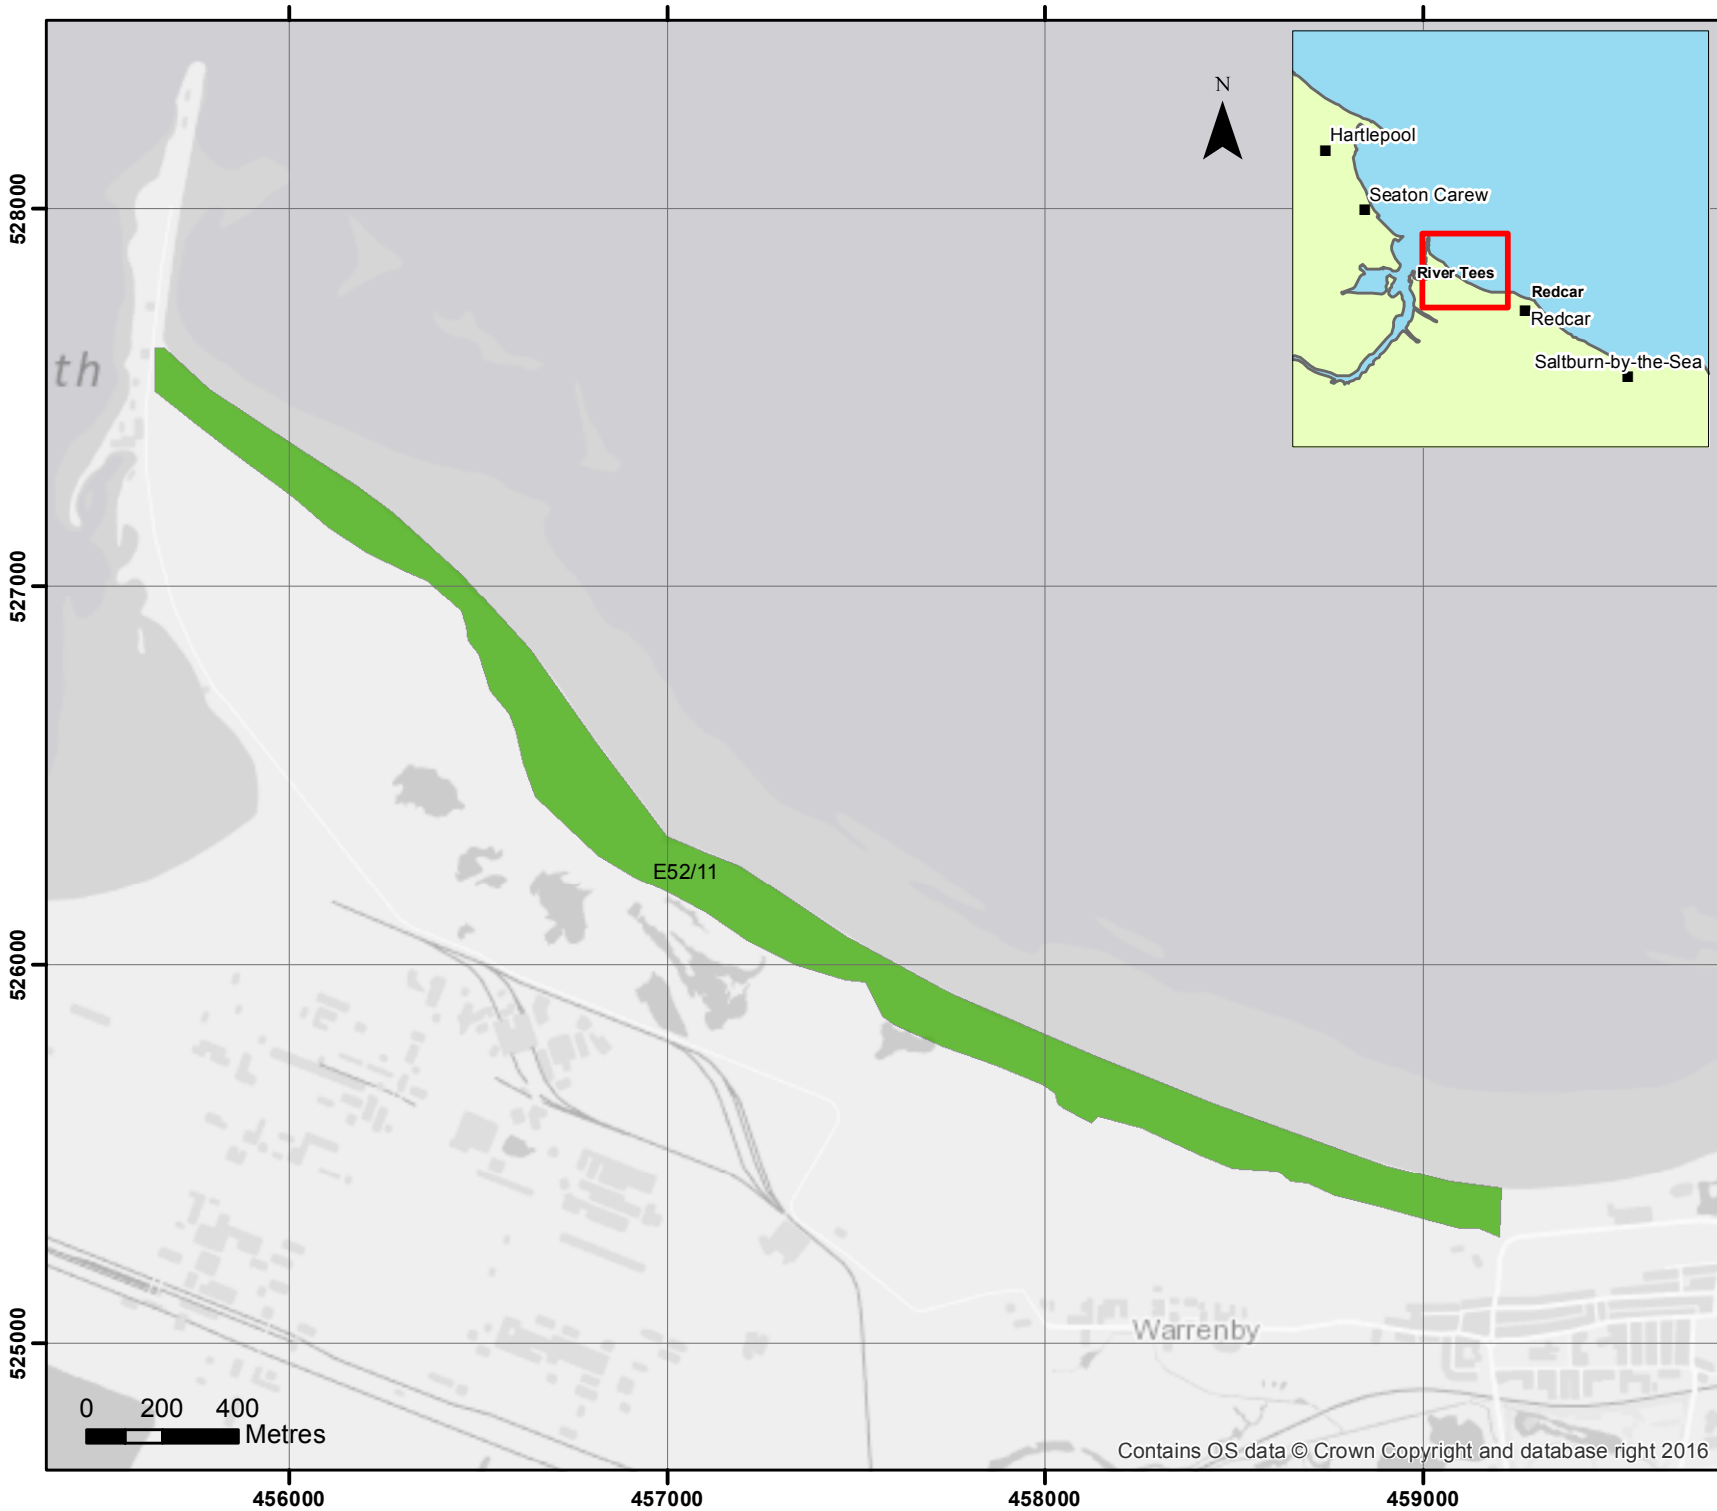 N
Hartlepool
Seaton Carew
River Tees
Redcar
Redcar
Saltburn-by-the-Sea
528000
th
527000
E52/11
526000
Warrenby
525000
0 200 400
Metres
Contains OS data © Crown Copyright and database right 2016
456000 457000 458000 459000